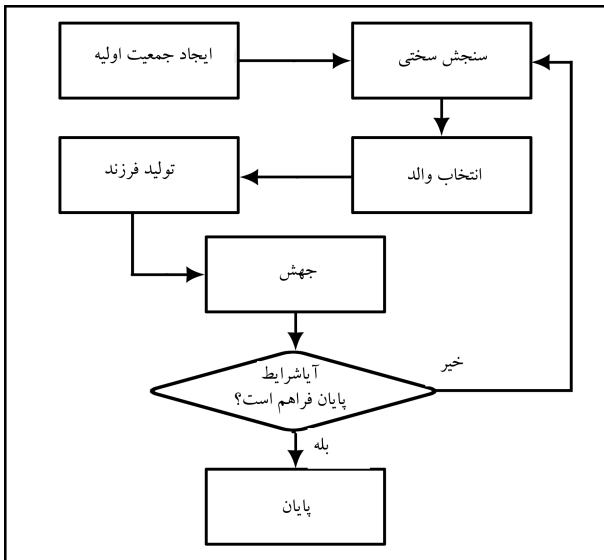 ایجاد جمعیت اولیه
سنجش سختی
انتخاب والد
تولید فرزند
جهش
آیاشرایط
پایان فراهم است؟
خیر
بله
پایان